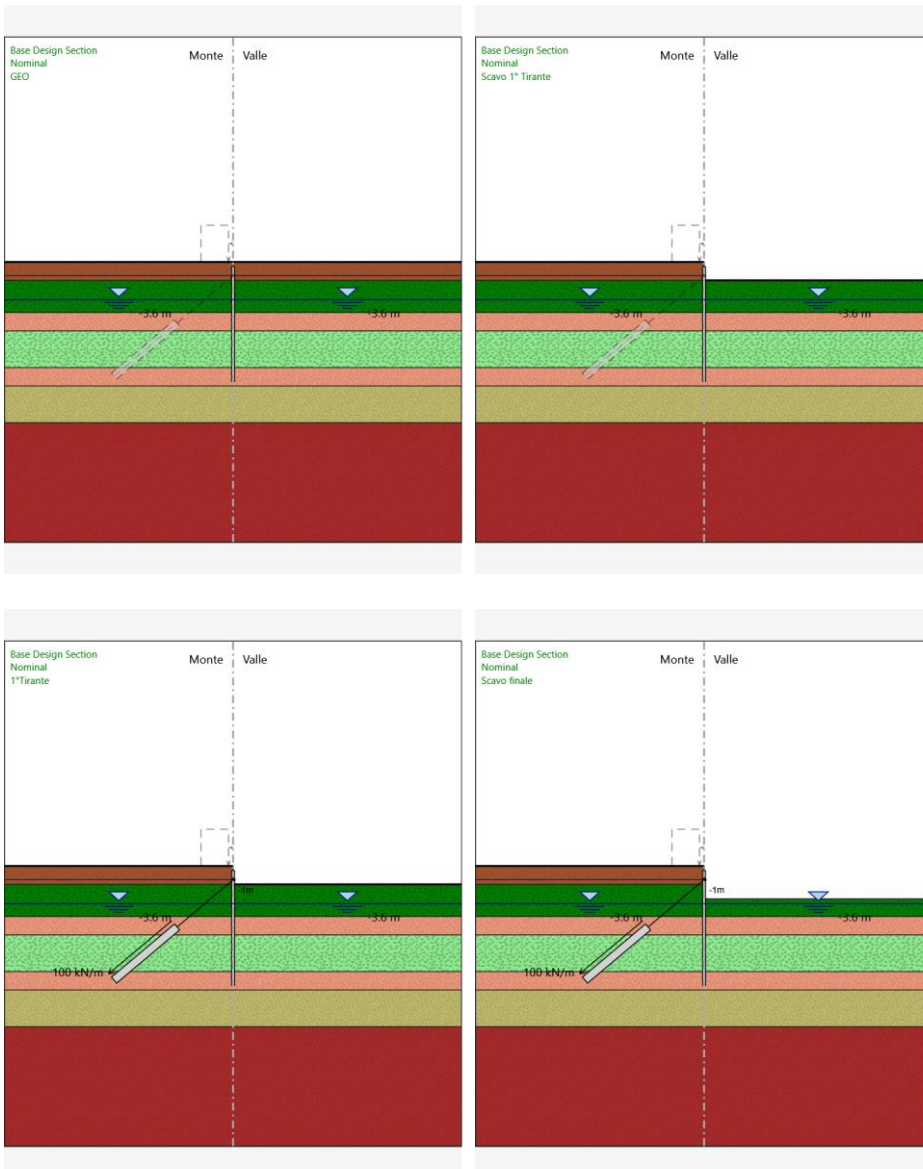 Base Design Section
Nominal
GEO
Monte Valle
-3.6 m -3.6 m
Base Design Section
Nominal
Scavo 1° Tirante
Monte Valle
-3.6 m -3.6 m
Base Design Section
Nominal
1°Tirante
Monte Valle
-1m
-3.6 m -3.6 m
100 kN/m
Base Design Section
Nominal
Scavo finale
Monte Valle
-1m
-3.6 m -3.6 m
100 kN/m